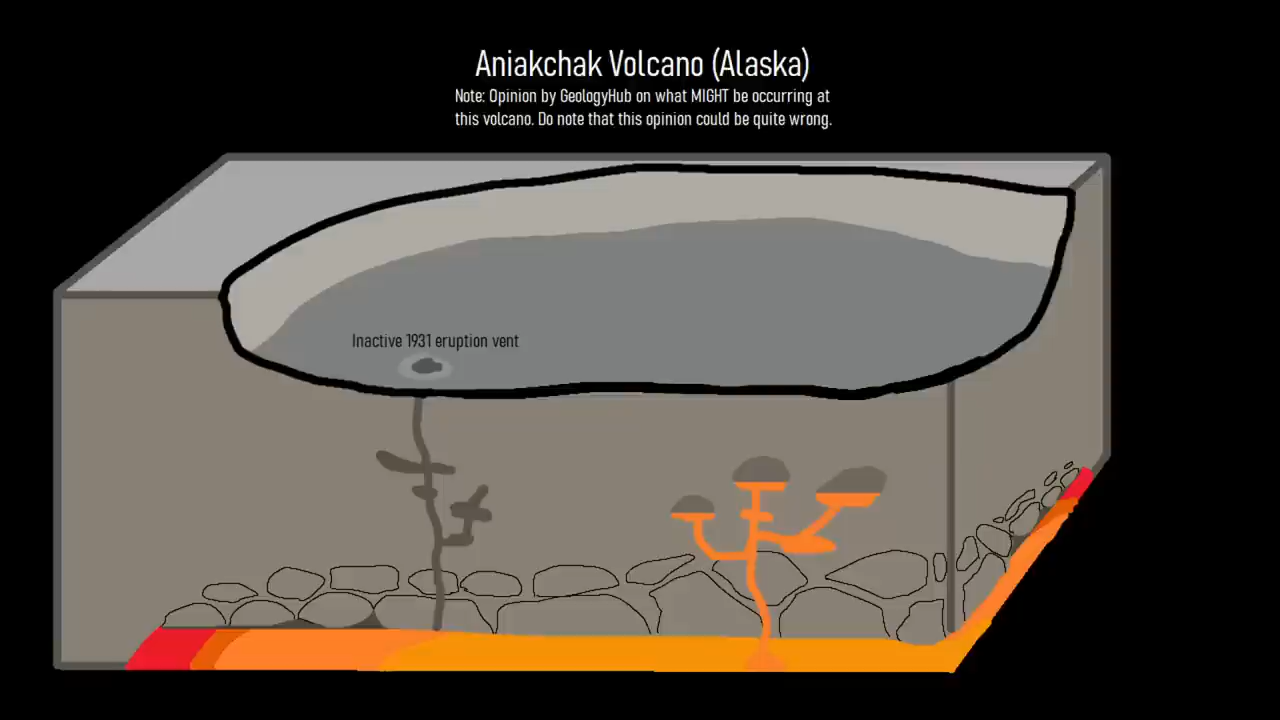 Aniakchak Volcano (Alaska)
Note: Opinion by GeologyHub on what MIGHT be occurring at
this volcano. Do note that this opinion could be quite wrong.
Inactive 1931 eruption vent